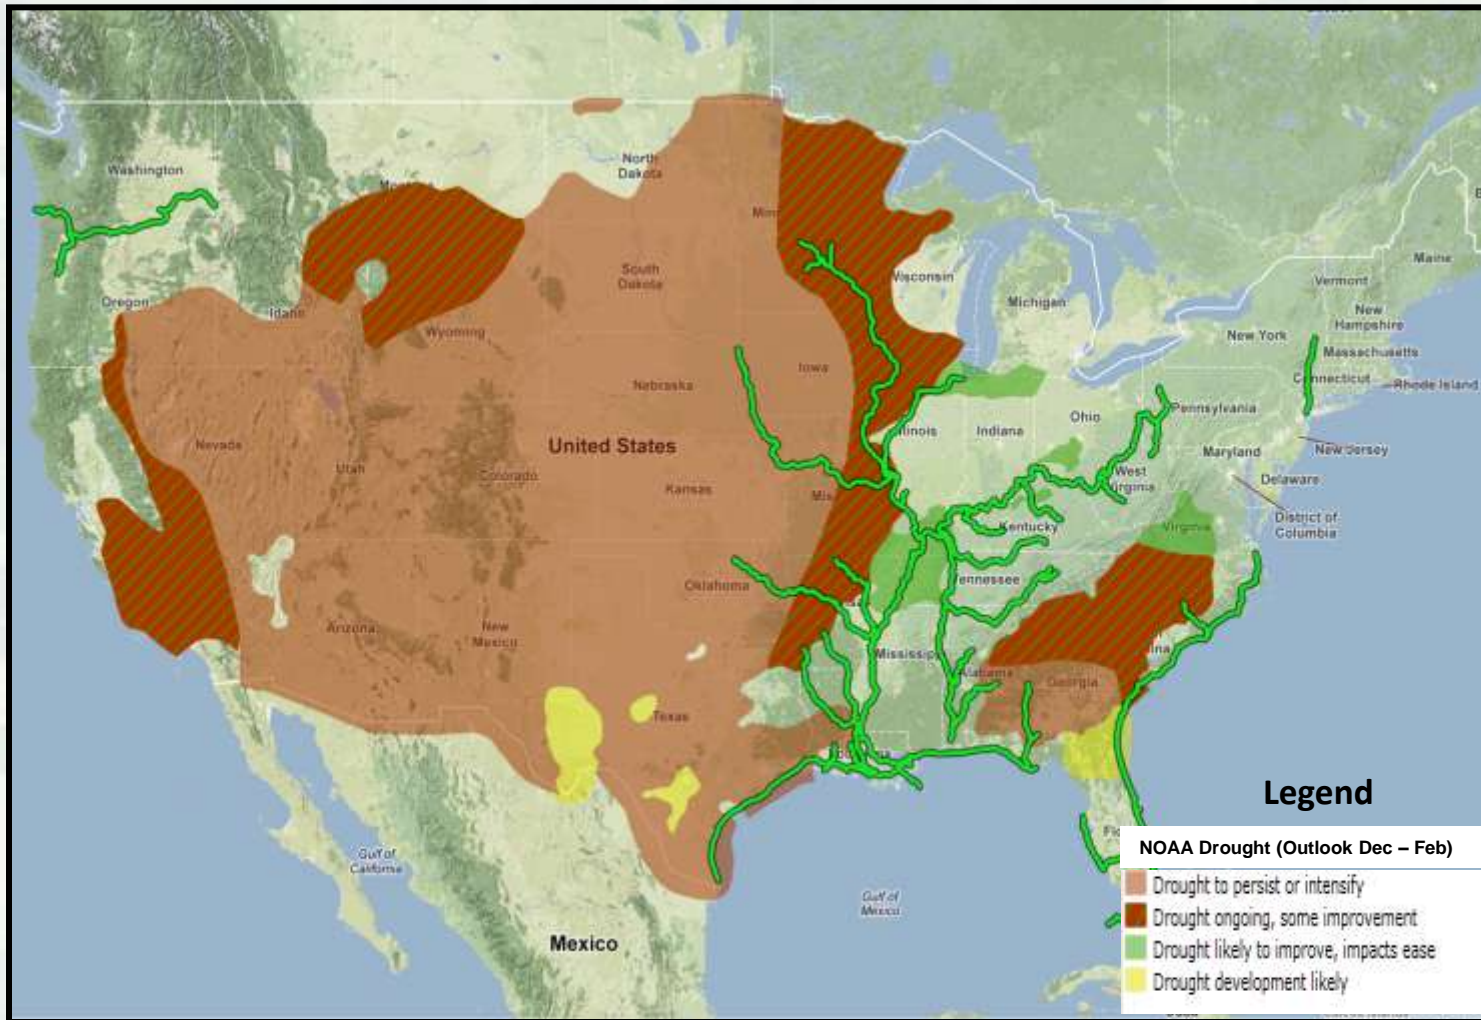 Washington
North
Dakota
Oregon
Idaho
South
Dakota
Wisconsin
Michigan
Maine
Vermont
New
Hampshire
New York
Massachusetts
Connecticut
Rhode Island
Wyoming
Iowa
Nebraska
Pennsylvania
Ohio
Illinois
Indiana
Nevada
United States
Maryland
New Jersey
Utah
Colorado
Kansas
West
Virginia
Delaware
District of
Columbia
Kentucky
Virginia
Oklahoma
Tennessee
Arizona
New
Mexico
Mississippi
Alabama
Georgia
Texas
Gulf of
California
Gulf of
Mexico
Mexico
Legend
NOAA Drought (Outlook Dec – Feb)
Drought to persist or intensify
Drought ongoing, some improvement
Drought likely to improve, impacts ease
Drought development likely